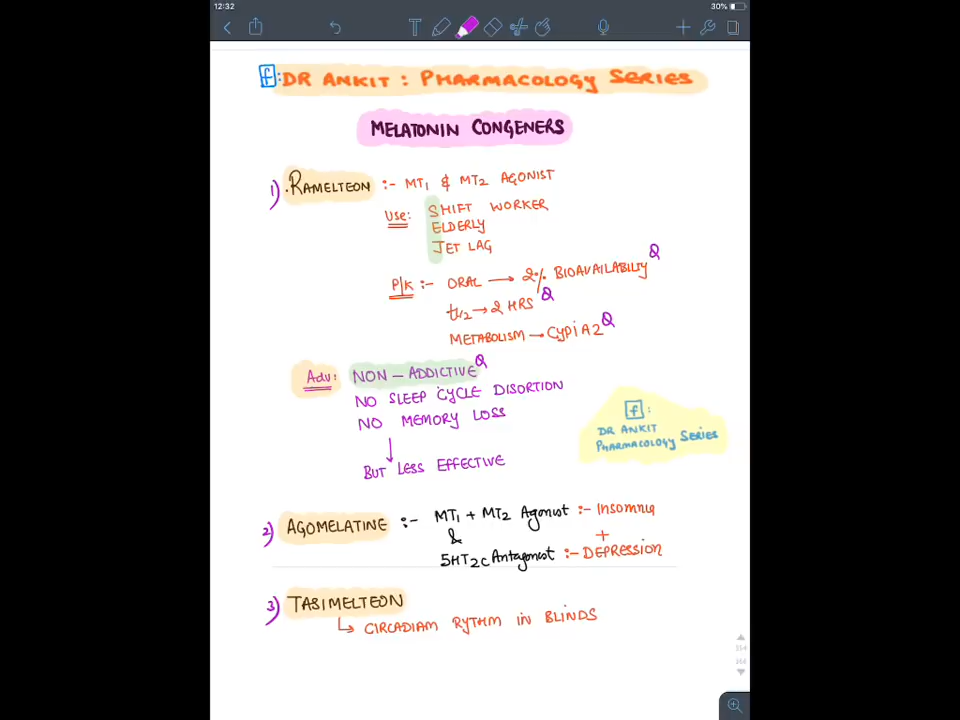 12:32
30%
f: DR ANKIT : PHARMACOLOGY SERIES
MELATONIN CONGENERS
1) RAMELTEON :- MT1 & MT2 AGONIST
Use: SHIFT WORKER
ELDERLY
JET LAG
P/K :- ORAL → 2% BIOAVAILABILITY Q
t1/2 → 2 HRS Q
METABOLISM → CYP1A2 Q
Adv: NON - ADDICTIVE Q
NO SLEEP CYCLE DISORTION
NO MEMORY LOSS
BUT LESS EFFECTIVE
f:
DR ANKIT
PHARMACOLOGY SERIES
2) AGOMELATINE :- MT1 + MT2 Agonist :- Insomnia
& +
5HT2C Antagonist :- DEPRESSION
3) TASIMELTEON
↳ CIRCADIAM RYTHM IN BLINDS